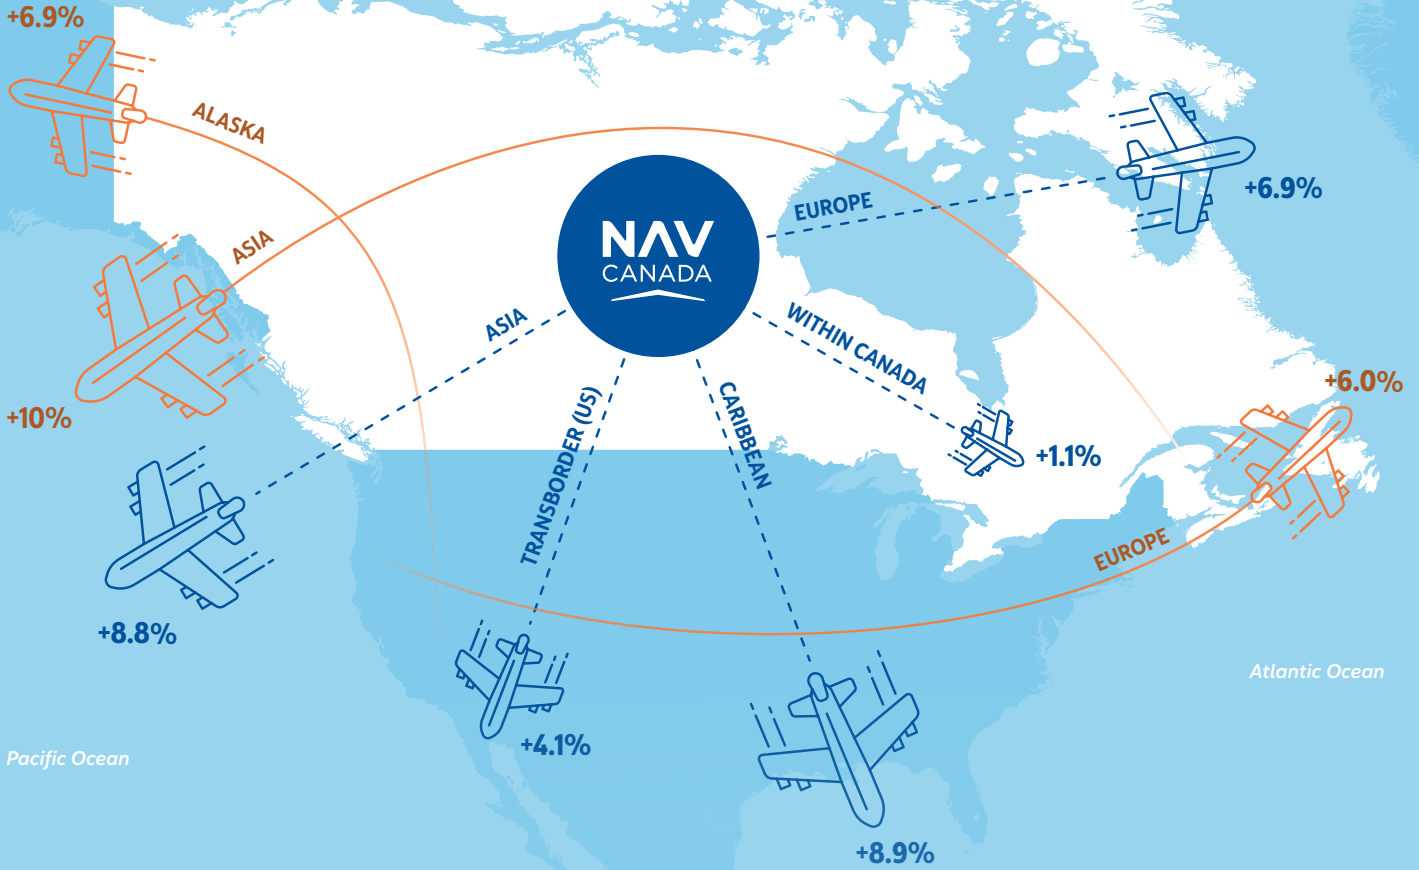 +6.9%
ALASKA
ASIA
+10%
NAV
CANADA
EUROPE
+6.9%
ASIA
+8.8%
TRANSBORDER (US)
+4.1%
CARIBBEAN
+8.9%
WITHIN CANADA
+1.1%
+6.0%
EUROPE
Atlantic Ocean
Pacific Ocean